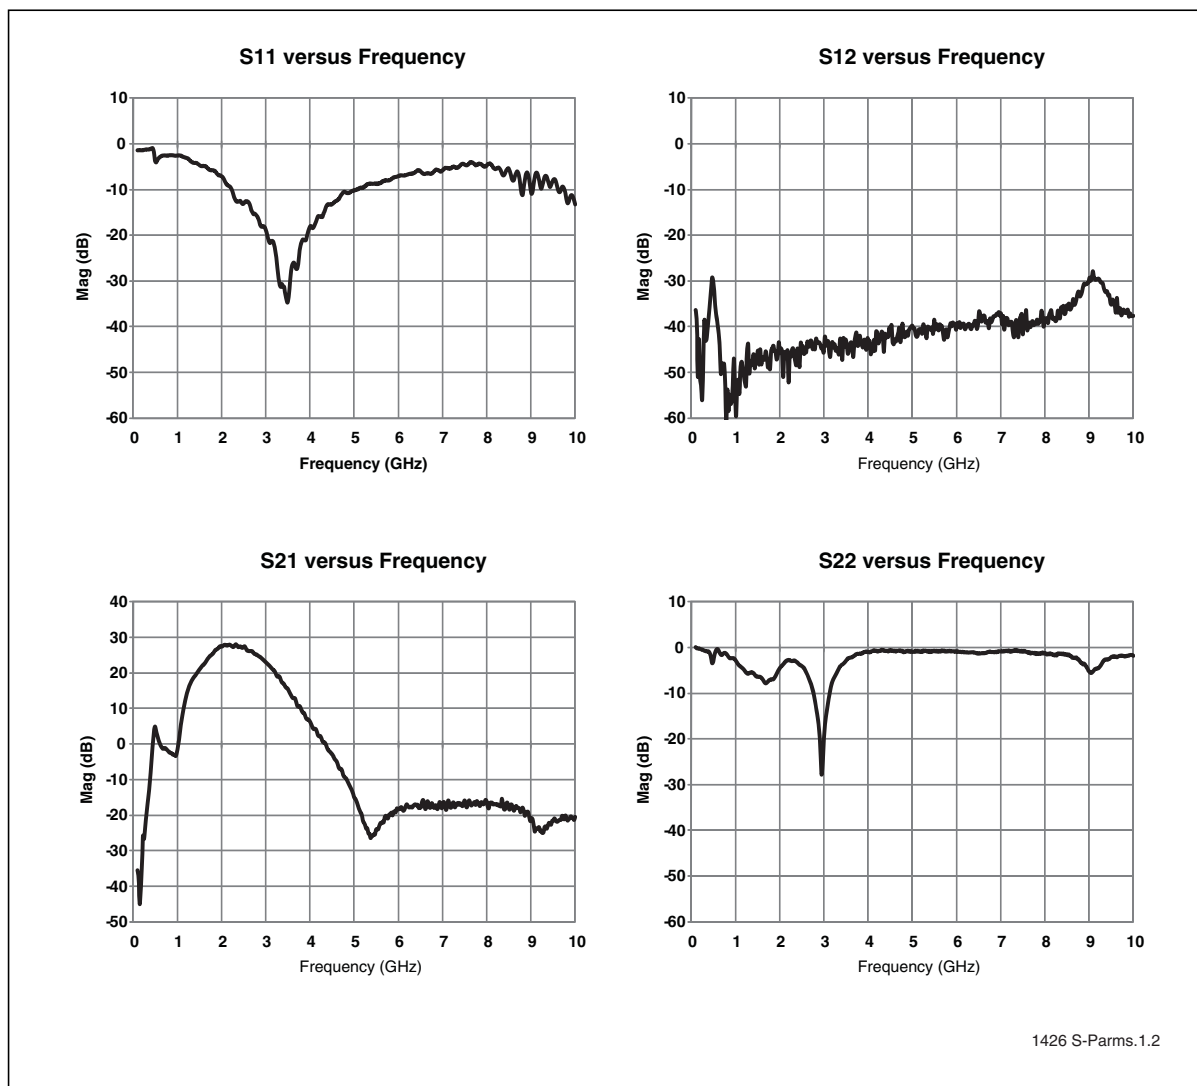 S11 versus Frequency
10
0
-10
-20
-30
-40
-50
-60
Mag (dB)
0 1 2 3 4 5 6 7 8 9 10
Frequency (GHz)
S12 versus Frequency
10
0
-10
-20
-30
-40
-50
-60
Mag (dB)
0 1 2 3 4 5 6 7 8 9 10
Frequency (GHz)
S21 versus Frequency
40
30
20
10
0
-10
-20
-30
-40
-50
Mag (dB)
0 1 2 3 4 5 6 7 8 9 10
Frequency (GHz)
S22 versus Frequency
10
0
-10
-20
-30
-40
-50
-60
Mag (dB)
0 1 2 3 4 5 6 7 8 9 10
Frequency (GHz)
1426 S-Parms.1.2